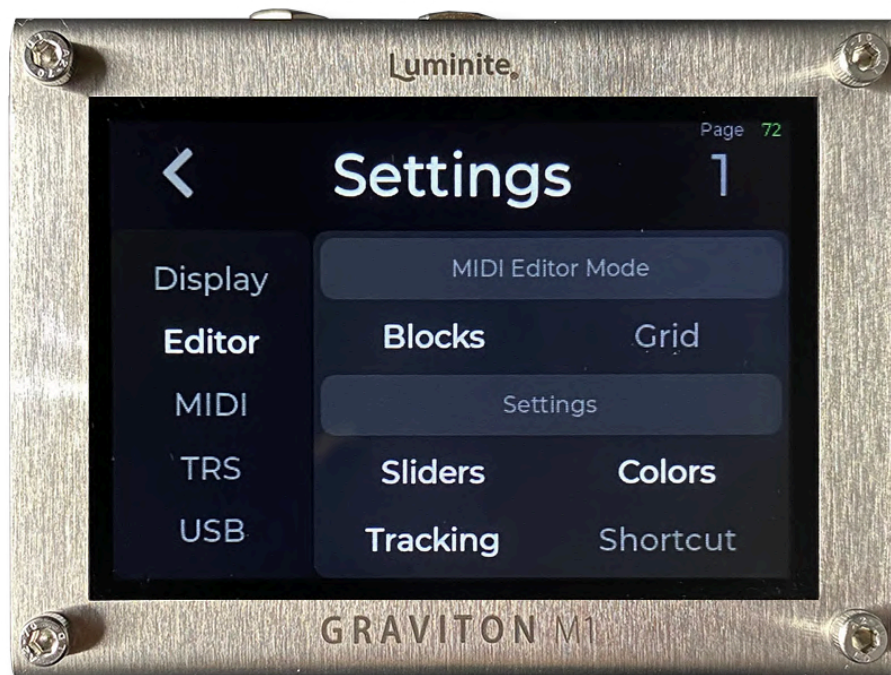 Luminite
Page 72
Settings 1
Display
Editor
MIDI
TRS
USB
MIDI Editor Mode
Blocks Grid
Settings
Sliders Colors
Tracking Shortcut
GRAVITON M1